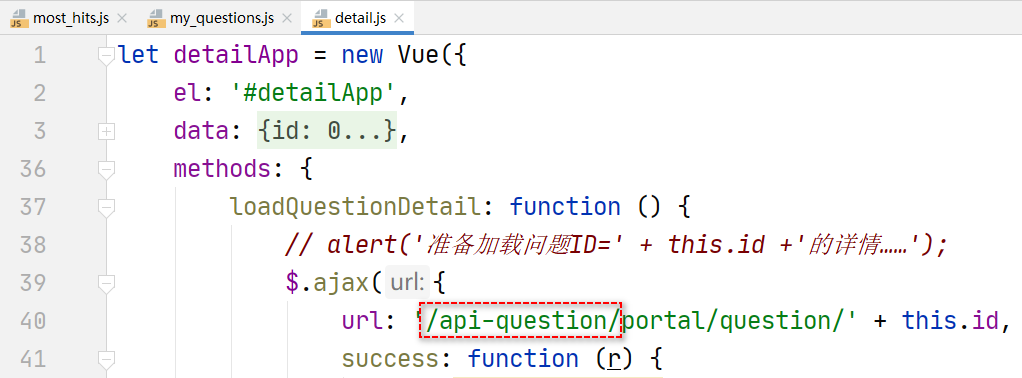 most_hits.js my_questions.js detail.js
1 let detailApp = new Vue({
2 el: '#detailApp',
3 data: {id: 0...},
36 methods: {
37 loadQuestionDetail: function () {
38 // alert('准备加载问题ID=' + this.id +'的详情……');
39 $.ajax( url: {
40 url: '/api-question/portal/question/' + this.id,
41 success: function (r) {